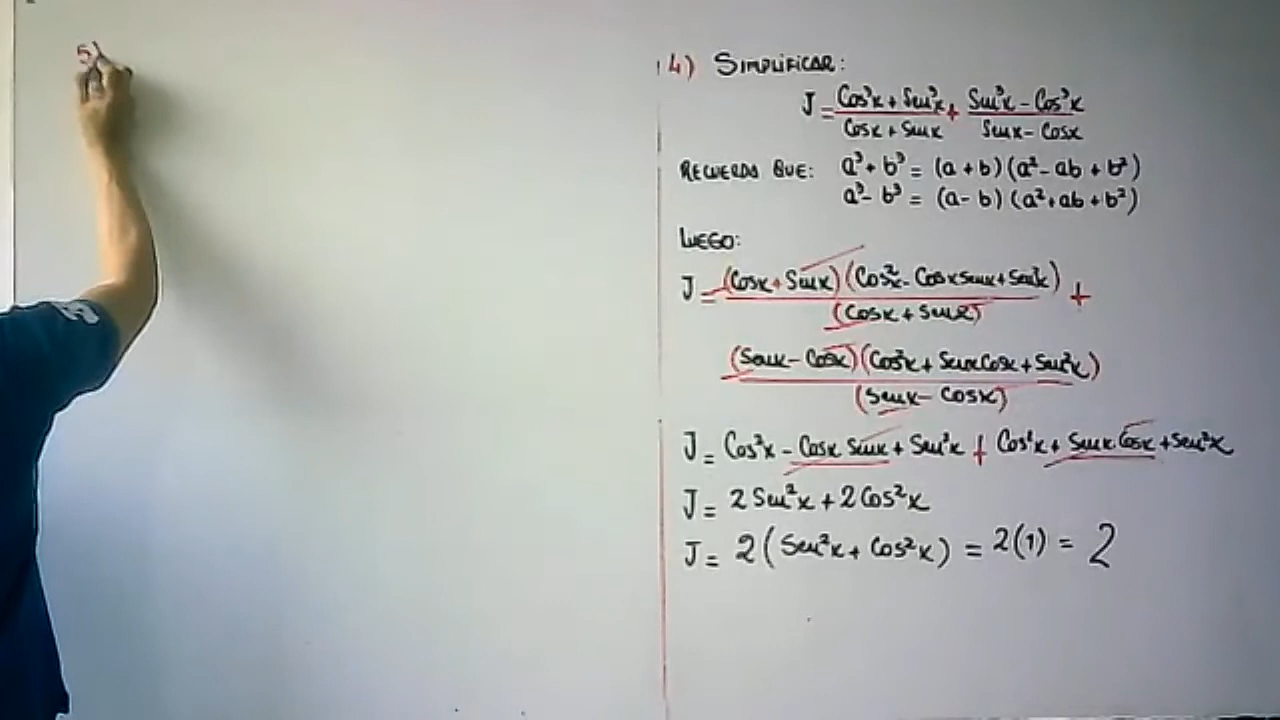 5)
4) SIMPLIFICAR:
J = Cos³x + Sen³x / Cosx + Senx + Sen³x - Cos³x / Senx - Cosx
RECUERDA QUE: a³ + b³ = (a + b)(a² - ab + b²)
a³ - b³ = (a - b)(a² + ab + b²)
LUEGO:
J = (Cosx + Senx)(Cos²x - Cosx Senx + Sen²x) / (Cosx + Senx) +
(Senx - Cosx)(Cos²x + Senx Cosx + Sen²x) / (Senx - Cosx)
J = Cos²x - Cosx Senx + Sen²x + Cos²x + Senx.Cosx + Sen²x
J = 2 Sen²x + 2 Cos²x
J = 2(Sen²x + Cos²x) = 2(1) = 2